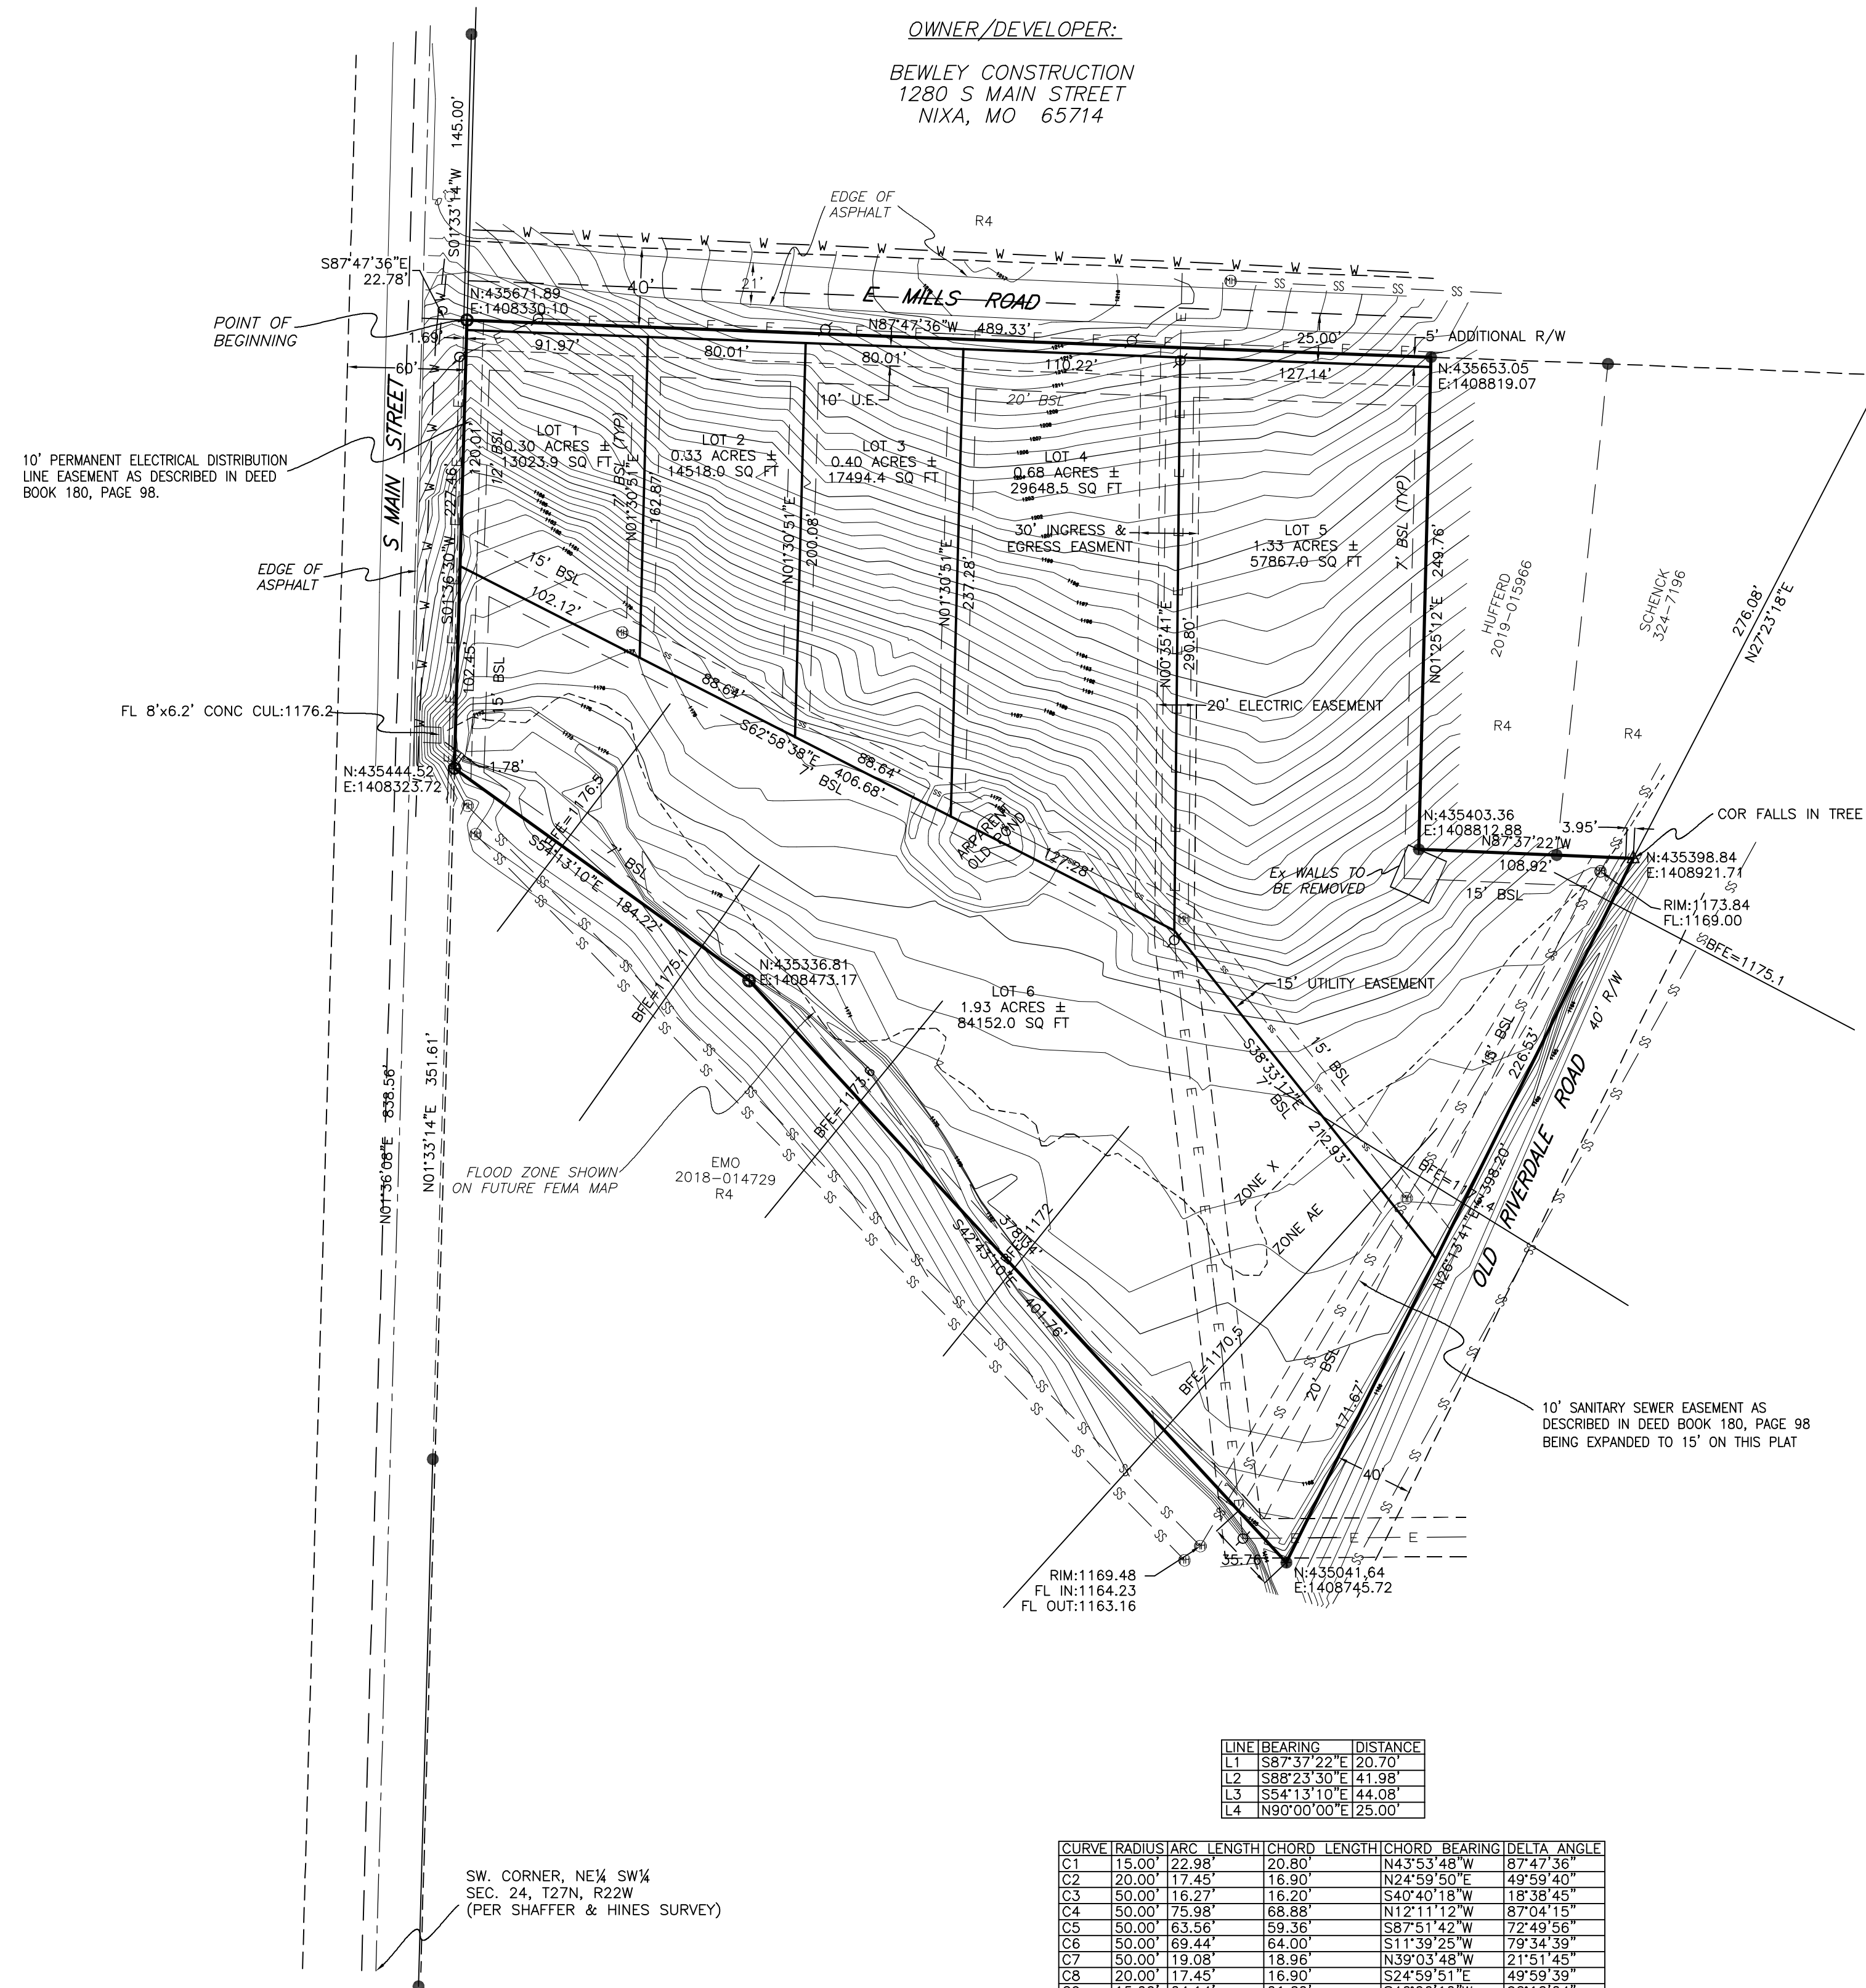 OWNER/DEVELOPER:
BEWLEY CONSTRUCTION
1280 S MAIN STREET
NIXA, MO 65714
S01°33'14"W 145.00'
EDGE OF
ASPHALT
R4
S87°47'36"E
22.78'
N:435671.89
E:1408330.10
40'
21'
E MILLS ROAD
POINT OF
BEGINNING
1.69'
N87°47'36"W 489.33'
25.00'
5' ADDITIONAL R/W
91.97'
80.01'
80.01'
110.22'
127.14'
N:435653.05
E:1408819.07
60'
10' U.E.
20' BSL
S MAIN STREET
10' PERMANENT ELECTRICAL DISTRIBUTION
LINE EASEMENT AS DESCRIBED IN DEED
BOOK 180, PAGE 98.
120.01'
12' BSL
LOT 1
0.30 ACRES ±
13023.9 SQ FT
7' BSL (TYP)
N01°30'51"E
162.87'
LOT 2
0.33 ACRES ±
14518.0 SQ FT
N01°30'51"E
200.08'
LOT 3
0.40 ACRES ±
17494.4 SQ FT
N01°30'51"E
237.28'
LOT 4
0.68 ACRES ±
29648.5 SQ FT
30' INGRESS &
EGRESS EASMENT
N00°35'41"E
290.80'
LOT 5
1.33 ACRES ±
57867.0 SQ FT
7' BSL (TYP)
N01°25'12"E 249.76'
HUFFERD
2019-015966
SCHENCK
324-7196
276.08'
N27°23'18"E
EDGE OF
ASPHALT
S01°36'30"W 227.46'
15' BSL
102.12'
102.45'
15' BSL
88.64'
S62°58'38"E
406.68'
7' BSL
88.64'
127.28'
20' ELECTRIC EASEMENT
R4
R4
FL 8'x6.2' CONC CUL:1176.2
1.78'
N:435444.52
E:1408323.72
BFE=1176.5
APPARENT
OLD POND
Ex WALLS TO
BE REMOVED
N:435403.36
E:1408812.88
N87°37'22"W
108.92'
3.95'
COR FALLS IN TREE
N:435398.84
E:1408921.71
15' BSL
RIM:1173.84
FL:1169.00
BFE=1175.1
S54°13'10"E
7' BSL
184.22'
BFE=1175.1
N:435336.81
E:1408473.17
LOT 6
1.93 ACRES ±
84152.0 SQ FT
15' UTILITY EASEMENT
S38°33'17"E
7' BSL
15' BSL
212.93'
15' BSL
226.53'
OLD RIVERDALE ROAD 40' R/W
N26°13'41"E 398.20'
BFE=1173.6
FLOOD ZONE SHOWN
ON FUTURE FEMA MAP
EMO
2018-014729
R4
ZONE X
ZONE AE
N01°36'08"E 838.56'
N01°33'14"E 351.61'
S42°43'10"E
378.34'
BFE=1172
401.76'
BFE=1170.5
20' BSL
171.67'
10' SANITARY SEWER EASEMENT AS
DESCRIBED IN DEED BOOK 180, PAGE 98
BEING EXPANDED TO 15' ON THIS PLAT
40'
35.76'
RIM:1169.48
FL IN:1164.23
FL OUT:1163.16
N:435041.64
E:1408745.72
LINE BEARING DISTANCE
L1 S87°37'22"E 20.70'
L2 S88°23'30"E 41.98'
L3 S54°13'10"E 44.08'
L4 N90°00'00"E 25.00'
CURVE RADIUS ARC LENGTH CHORD LENGTH CHORD BEARING DELTA ANGLE
C1 15.00' 22.98' 20.80' N43°53'48"W 87°47'36"
C2 20.00' 17.45' 16.90' N24°59'50"E 49°59'40"
C3 50.00' 16.27' 16.20' S40°40'18"W 18°38'45"
C4 50.00' 75.98' 68.88' N12°11'12"W 87°04'15"
C5 50.00' 63.56' 59.36' S87°51'42"W 72°49'56"
C6 50.00' 69.44' 64.00' S11°39'25"W 79°34'39"
C7 50.00' 19.08' 18.96' N39°03'48"W 21°51'45"
C8 20.00' 17.45' 16.90' S24°59'51"E 49°59'39"
SW. CORNER, NE¼ SW¼
SEC. 24, T27N, R22W
(PER SHAFFER & HINES SURVEY)